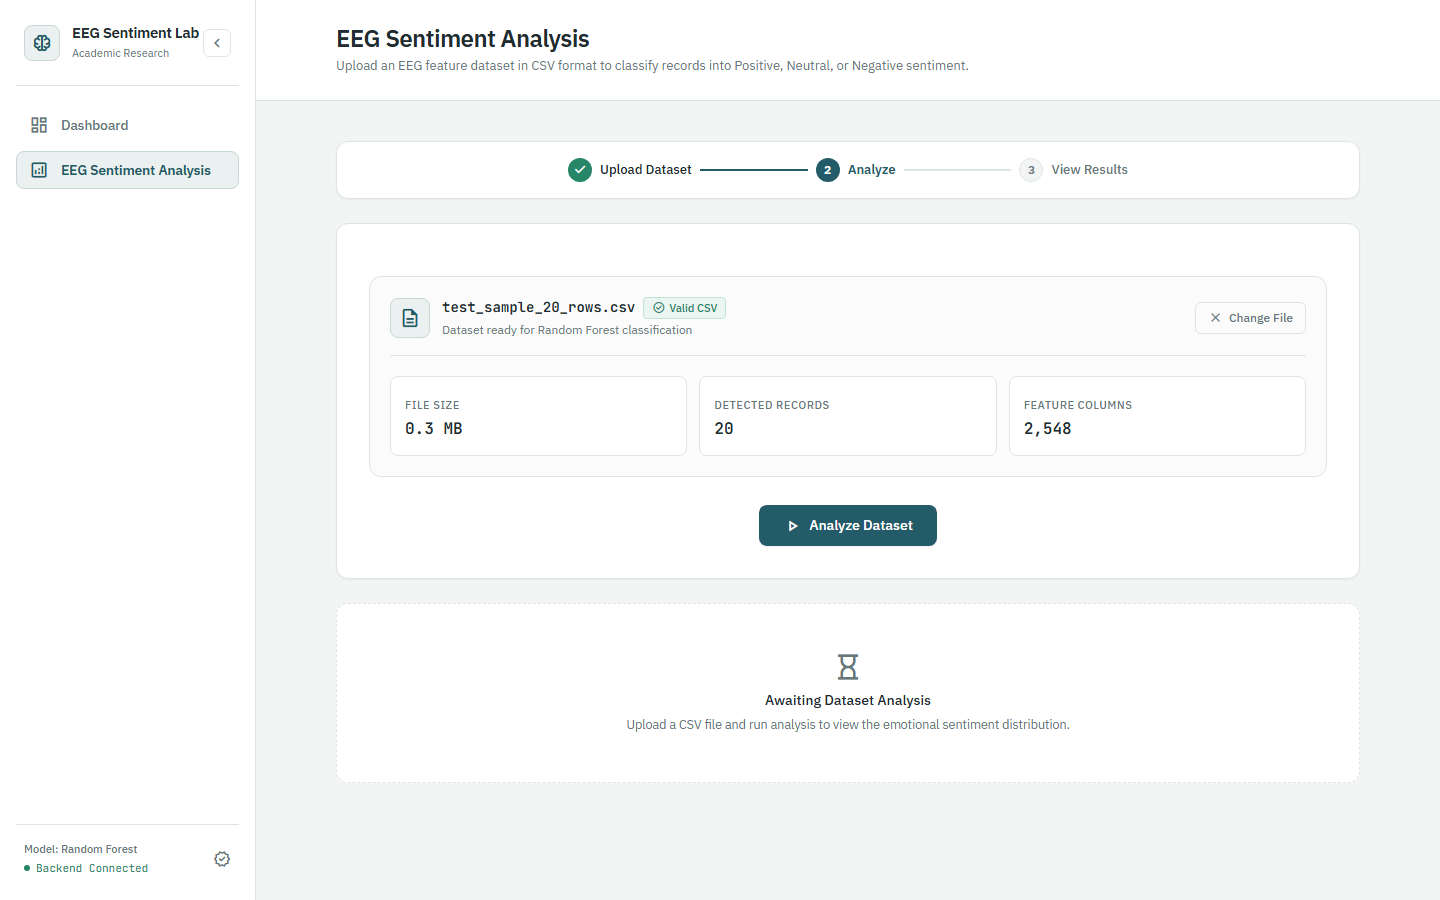 EEG Sentiment Lab
Academic Research
Dashboard
EEG Sentiment Analysis
Model: Random Forest
Backend Connected
EEG Sentiment Analysis
Upload an EEG feature dataset in CSV format to classify records into Positive, Neutral, or Negative sentiment.
Upload Dataset
2 Analyze
3 View Results
test_sample_20_rows.csv
Valid CSV
Dataset ready for Random Forest classification
Change File
FILE SIZE
0.3 MB
DETECTED RECORDS
20
FEATURE COLUMNS
2,548
Analyze Dataset
Awaiting Dataset Analysis
Upload a CSV file and run analysis to view the emotional sentiment distribution.